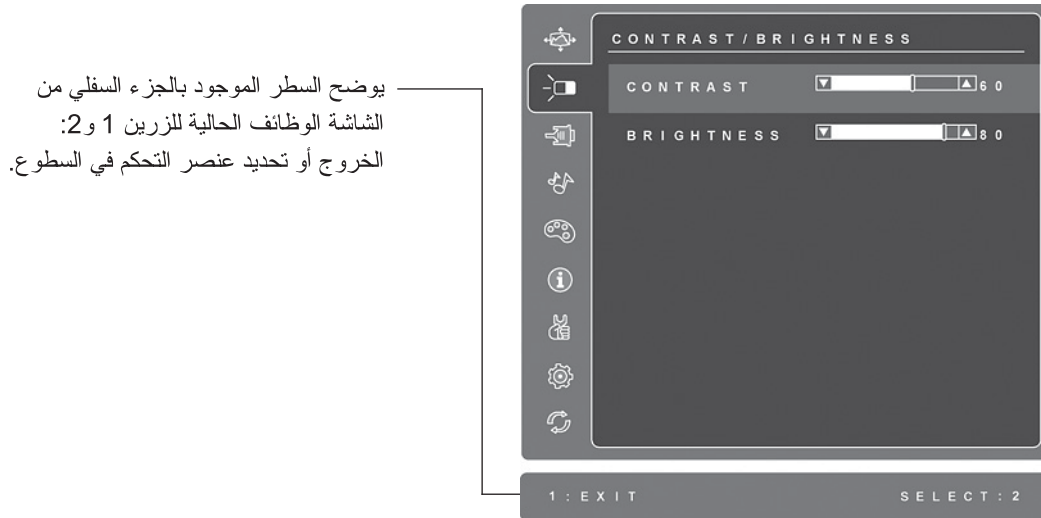 يوضح السطر الموجود بالجزء السفلي من
الشاشة الوظائف الحالية للزرين 1 و2:
الخروج أو تحديد عنصر التحكم في السطوع.
CONTRAST/BRIGHTNESS
CONTRAST 60
BRIGHTNESS 80
1:EXIT SELECT:2